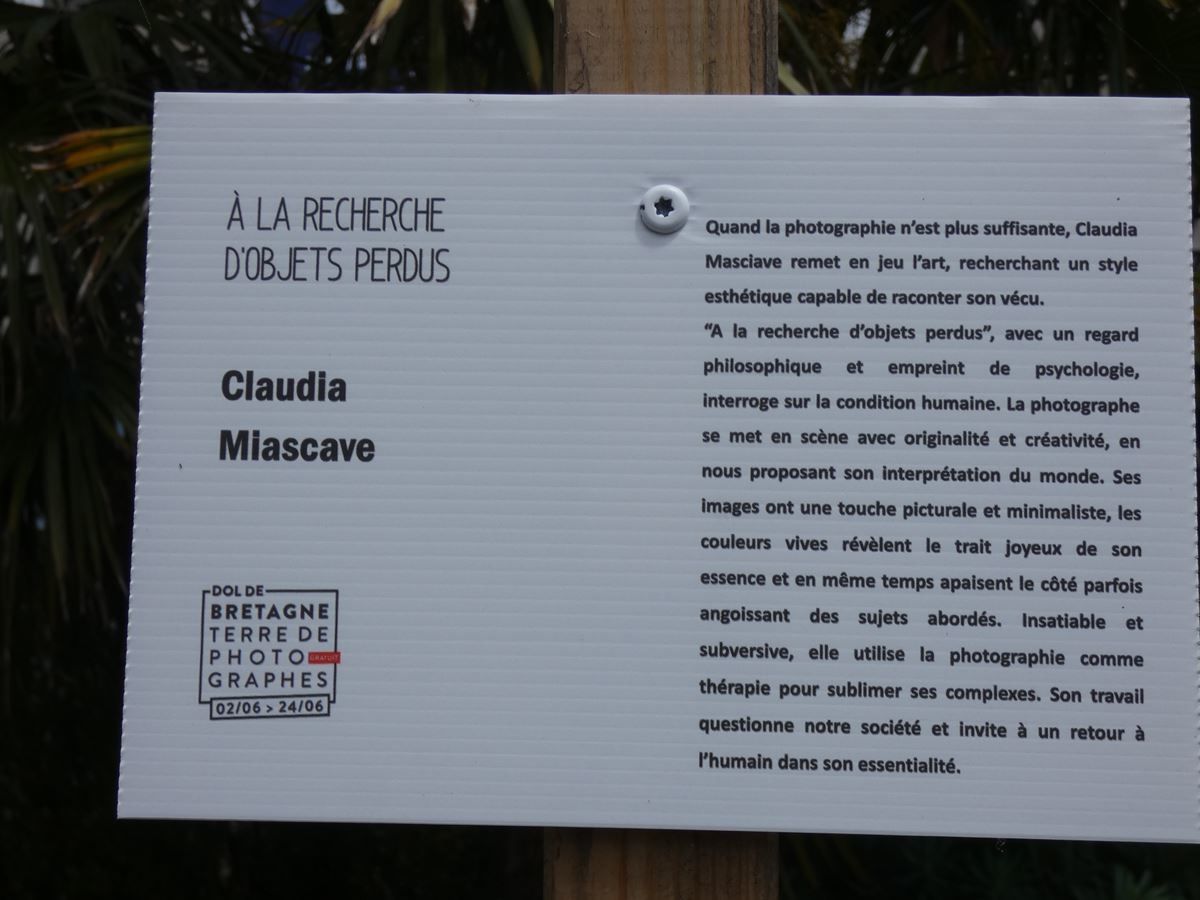 À LA RECHERCHE
D'OBJETS PERDUS
Claudia
Miascave
DOL DE
BRETAGNE
TERRE DE
PHOTO GRATUIT
GRAPHES
02/06 > 24/06
Quand la photographie n’est plus suffisante, Claudia
Masciave remet en jeu l’art, recherchant un style
esthétique capable de raconter son vécu.
“A la recherche d’objets perdus”, avec un regard
philosophique et empreint de psychologie,
interroge sur la condition humaine. La photographe
se met en scène avec originalité et créativité, en
nous proposant son interprétation du monde. Ses
images ont une touche picturale et minimaliste, les
couleurs vives révèlent le trait joyeux de son
essence et en même temps apaisent le côté parfois
angoissant des sujets abordés. Insatiable et
subversive, elle utilise la photographie comme
thérapie pour sublimer ses complexes. Son travail
questionne notre société et invite à un retour à
l’humain dans son essentialité.